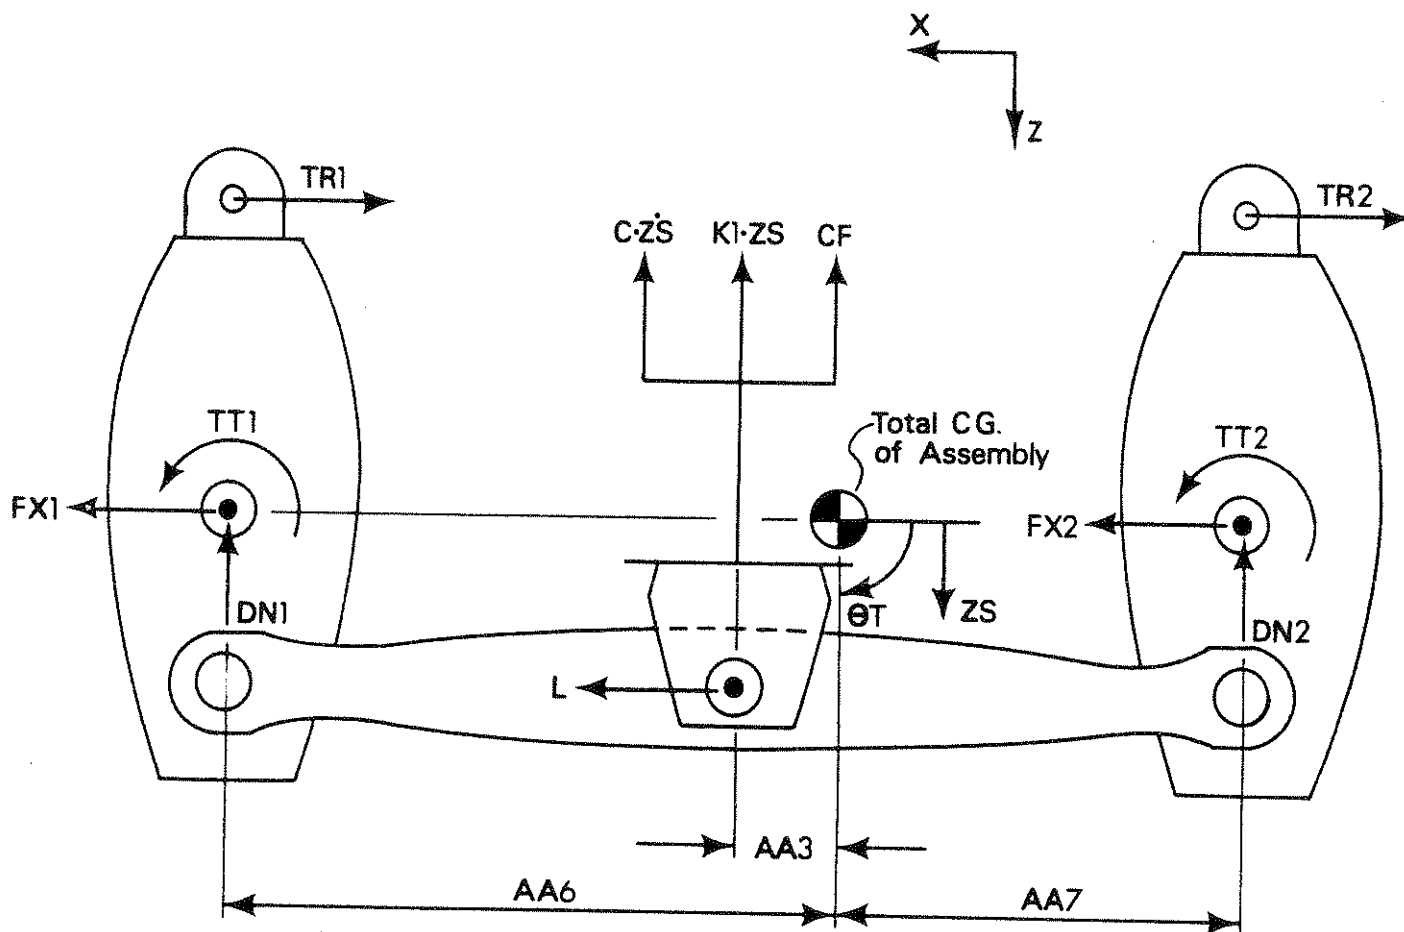 X
Z
TR1
TR2
C·ŻS
K1·ZS
CF
TT1
Total C G.
of Assembly
TT2
FX1
FX2
DN1
ΘT
ZS
DN2
L
AA3
AA6
AA7